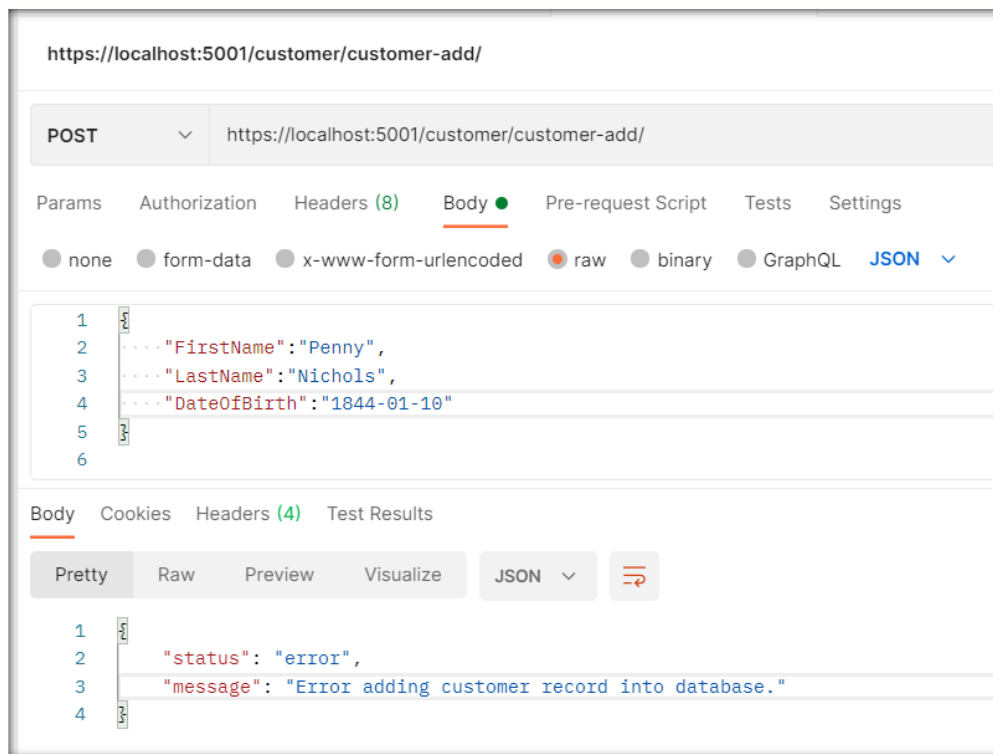 https://localhost:5001/customer/customer-add/
POST https://localhost:5001/customer/customer-add/
Params Authorization Headers (8) Body Pre-request Script Tests Settings
none form-data x-www-form-urlencoded raw binary GraphQL JSON
1 {
2 ····"FirstName":"Penny",
3 ····"LastName":"Nichols",
4 ····"DateOfBirth":"1844-01-10"
5 }
6
Body Cookies Headers (4) Test Results
Pretty Raw Preview Visualize JSON
1 {
2 "status": "error",
3 "message": "Error adding customer record into database."
4 }